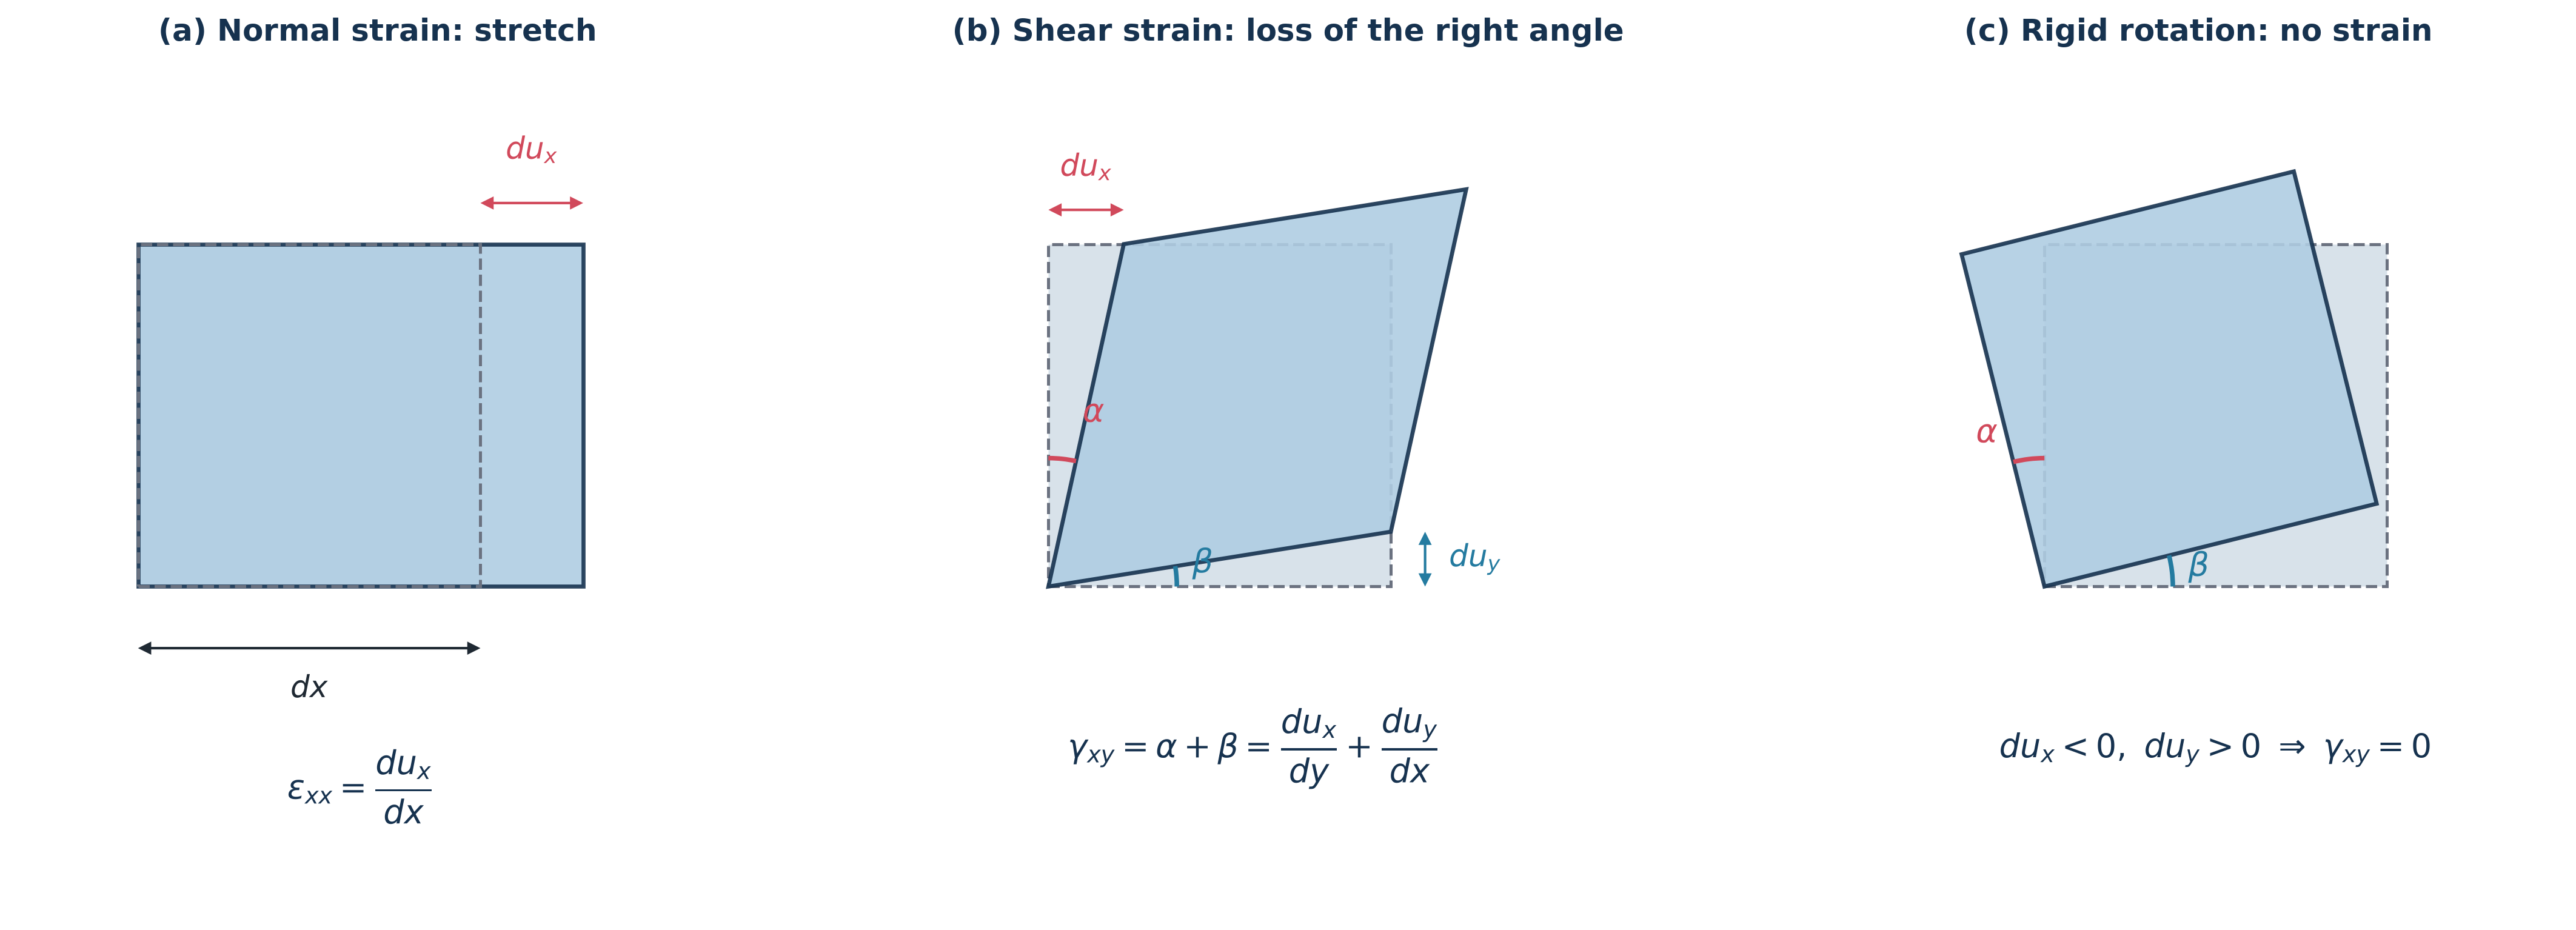 (a) Normal strain: stretch
du_x
dx
ε_xx = du_x/dx
(b) Shear strain: loss of the right angle
du_x
α
β
du_y
γ_xy = α + β = du_x/dy + du_y/dx
(c) Rigid rotation: no strain
α
β
du_x < 0, du_y > 0 ⇒ γ_xy = 0